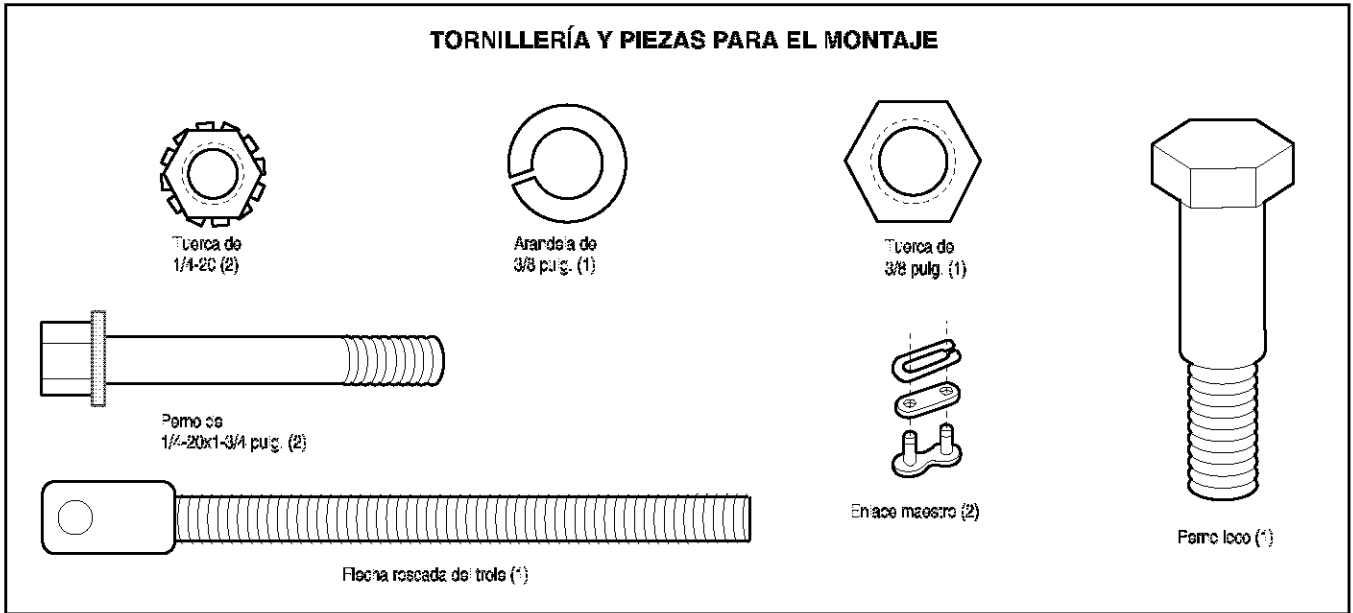 TORNILLERÍA Y PIEZAS PARA EL MONTAJE
Tuerca de
1/4-20 (2)
Arandela de
3/8 pulg. (1)
Tuerca de
3/8 pulg. (1)
Perno de
1/4-20x1-3/4 pulg. (2)
Enlace maestro (2)
Perno loco (1)
Flecha roscada del trole (1)